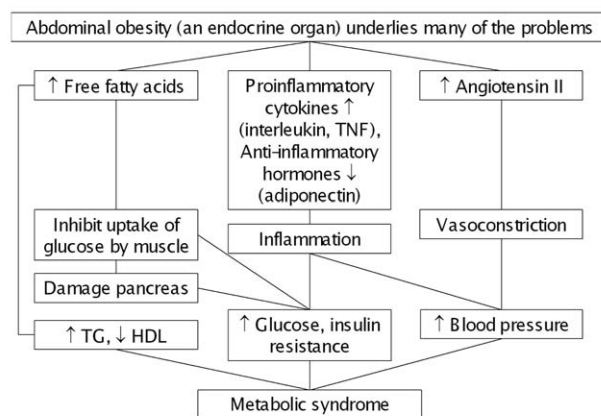 Abdominal obesity (an endocrine organ) underlies many of the problems
↑ Free fatty acids
Proinflammatory
cytokines ↑
(interleukin, TNF),
Anti-inflammatory
hormones ↓
(adiponectin)
↑ Angiotensin II
Inhibit uptake of
glucose by muscle
Inflammation
Vasoconstriction
Damage pancreas
↑ TG, ↓ HDL
↑ Glucose, insulin
resistance
↑ Blood pressure
Metabolic syndrome